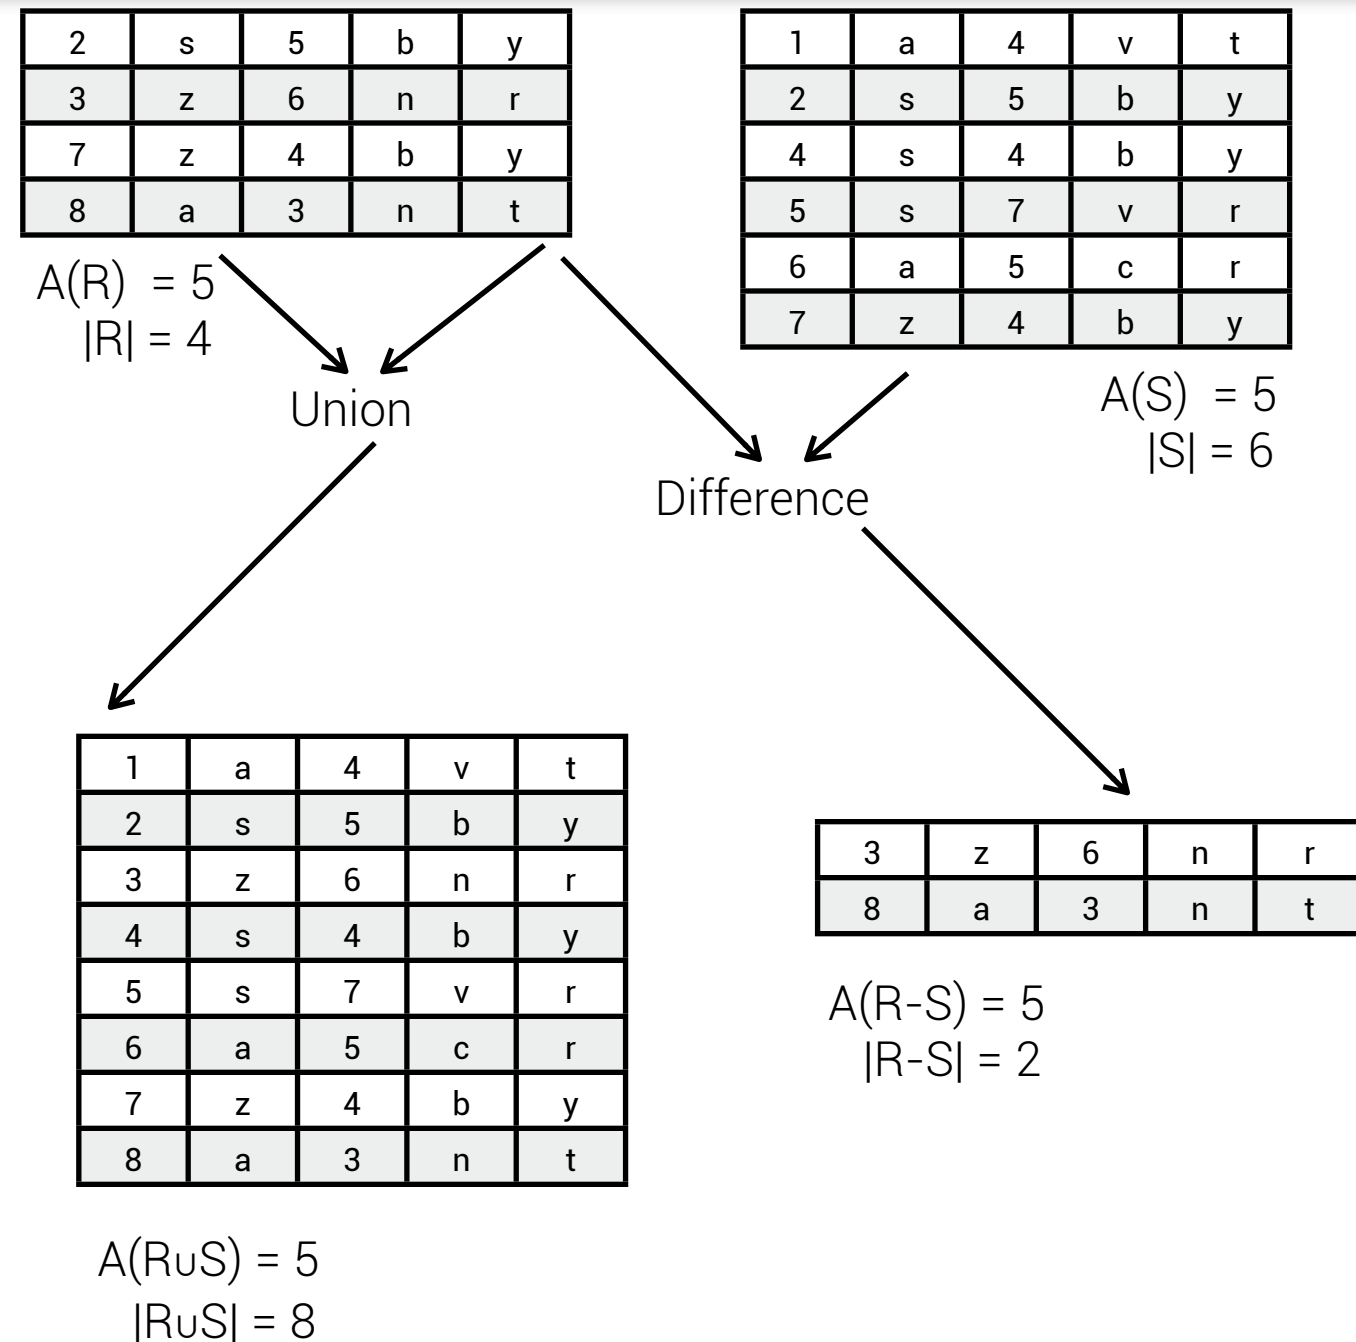 2 s 5 b y
3 z 6 n r
7 z 4 b y
8 a 3 n t
A(R) = 5
|R| = 4
1 a 4 v t
2 s 5 b y
4 s 4 b y
5 s 7 v r
6 a 5 c r
7 z 4 b y
A(S) = 5
|S| = 6
Union
Difference
1 a 4 v t
2 s 5 b y
3 z 6 n r
4 s 4 b y
5 s 7 v r
6 a 5 c r
7 z 4 b y
8 a 3 n t
A(R∪S) = 5
|R∪S| = 8
3 z 6 n r
8 a 3 n t
A(R-S) = 5
|R-S| = 2